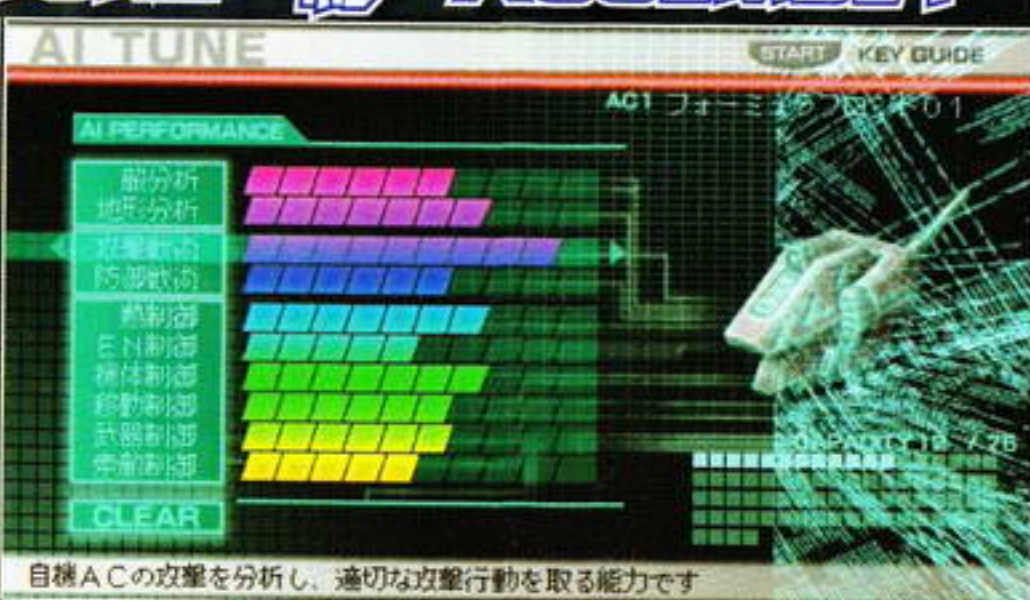 AI TUNE
START KEY GUIDE
AI PERFORMANCE
敵分析
地形分析
攻撃戦術
防御戦術
熱制御
EN制御
機体制御
移動制御
武器制御
CLEAR
自機ACの攻撃を分析し、適切な攻撃行動を取る能力です